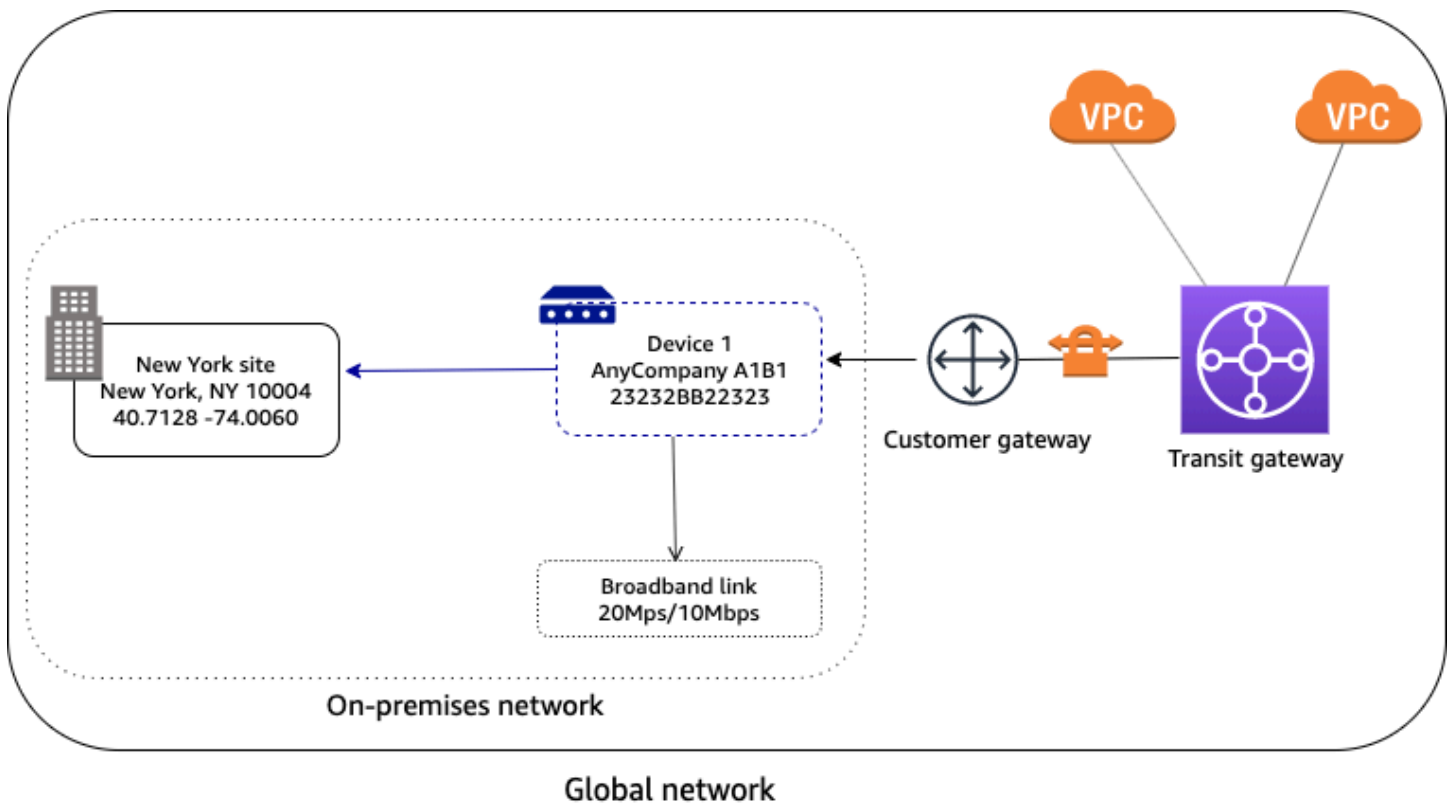 VPC
VPC
New York site
New York, NY 10004
40.7128 -74.0060
Device 1
AnyCompany A1B1
23232BB22323
Customer gateway
Transit gateway
Broadband link
20Mps/10Mbps
On-premises network
Global network